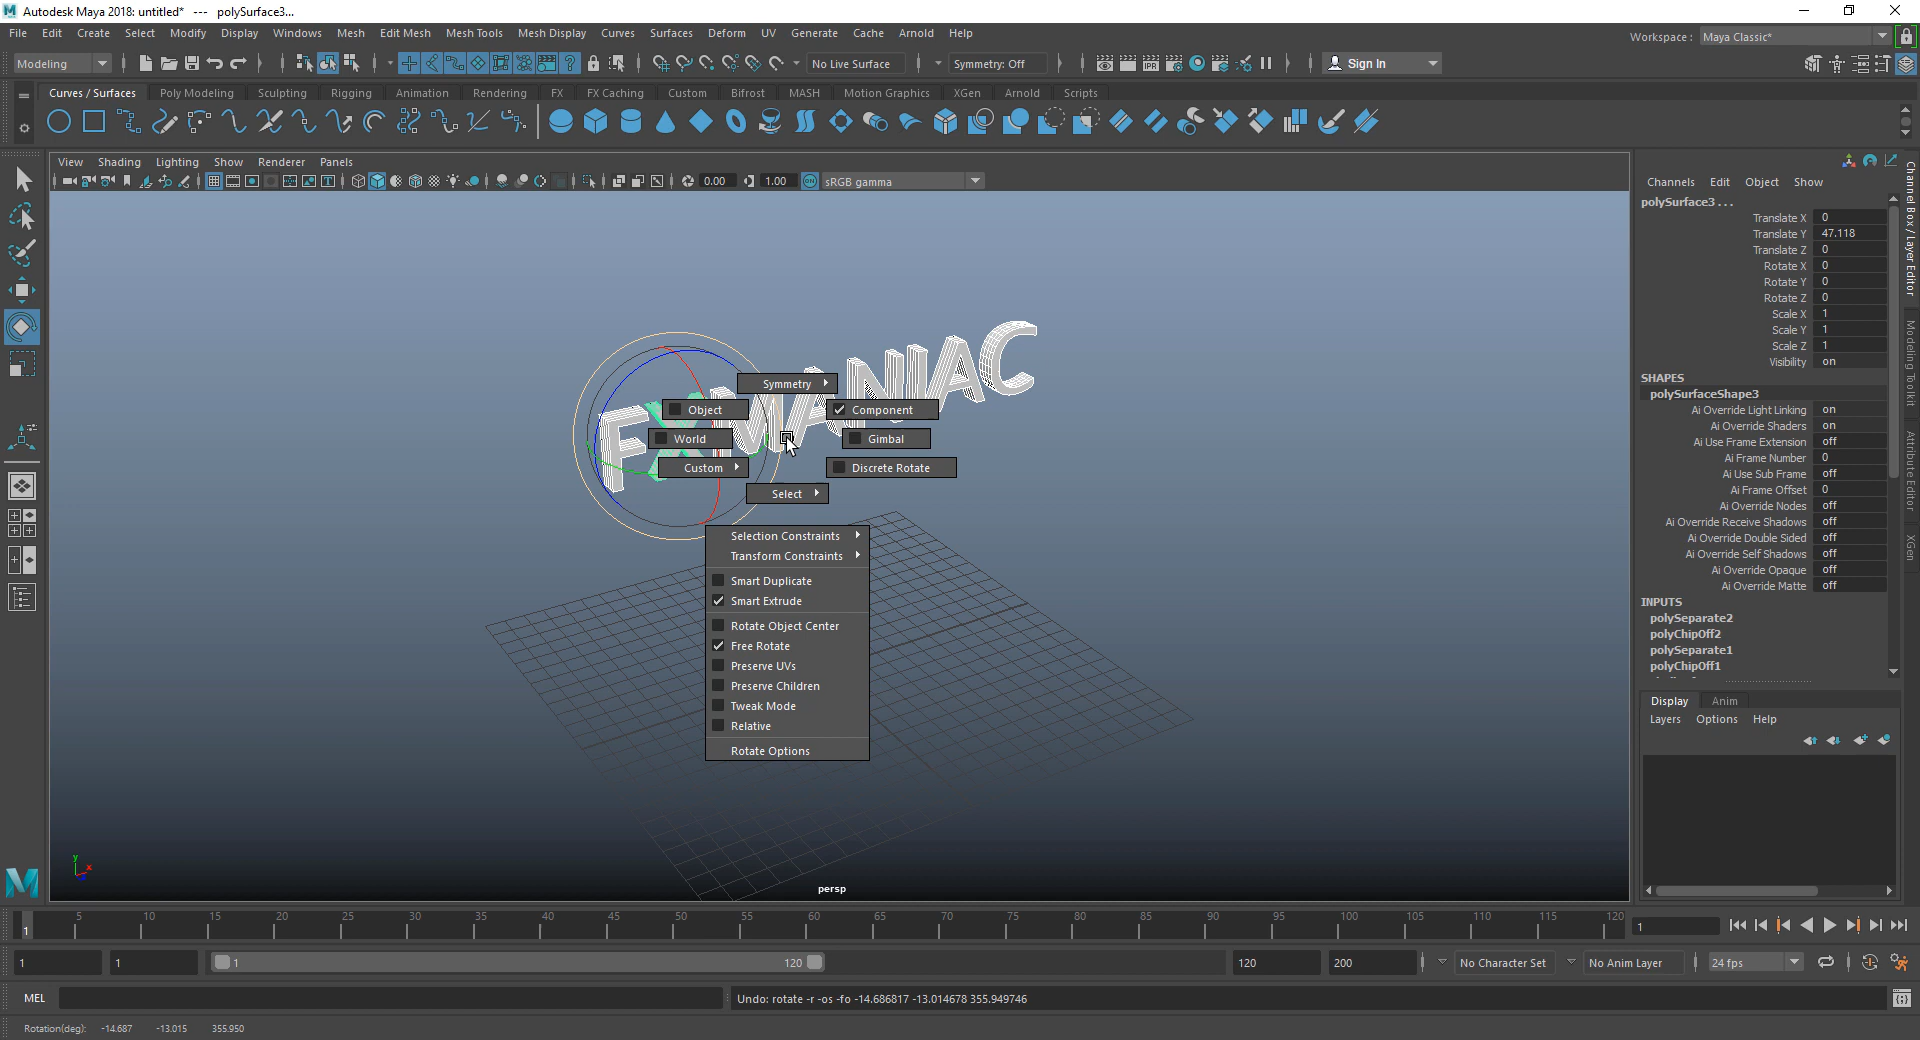 Autodesk Maya 2018: untitled* --- polySurface3...
File Edit Create Select Modify Display Windows Mesh Edit Mesh Mesh Tools Mesh Display Curves Surfaces Deform UV Generate Cache Arnold Help
Workspace : Maya Classic*
Modeling No Live Surface Symmetry: Off Sign In
Curves / Surfaces Poly Modeling Sculpting Rigging Animation Rendering FX FX Caching Custom Bifrost MASH Motion Graphics XGen Arnold Scripts
View Shading Lighting Show Renderer Panels
0.00 1.00 sRGB gamma
FXMANIAC
Symmetry
Object Component
World Gimbal
Custom Discrete Rotate
Select
Selection Constraints
Transform Constraints
Smart Duplicate
Smart Extrude
Rotate Object Center
Free Rotate
Preserve UVs
Preserve Children
Tweak Mode
Relative
Rotate Options
y
x
persp
Channels Edit Object Show
polySurface3 . . .
Translate X 0
Translate Y 47.118
Translate Z 0
Rotate X 0
Rotate Y 0
Rotate Z 0
Scale X 1
Scale Y 1
Scale Z 1
Visibility on
SHAPES
polySurfaceShape3
Ai Override Light Linking on
Ai Override Shaders on
Ai Use Frame Extension off
Ai Frame Number 0
Ai Use Sub Frame off
Ai Frame Offset 0
Ai Override Nodes off
Ai Override Receive Shadows off
Ai Override Double Sided off
Ai Override Self Shadows off
Ai Override Opaque off
Ai Override Matte off
INPUTS
polySeparate2
polyChipOff2
polySeparate1
polyChipOff1
Display Anim
Layers Options Help
Channel Box / Layer Editor
Modeling Toolkit
Attribute Editor
XGen
5 10 15 20 25 30 35 40 45 50 55 60 65 70 75 80 85 90 95 100 105 110 115 120
1 1
1 1 1 120 120 200 No Character Set No Anim Layer 24 fps
MEL Undo: rotate -r -os -fo -14.686817 -13.014678 355.949746
Rotation(deg): -14.687 -13.015 355.950